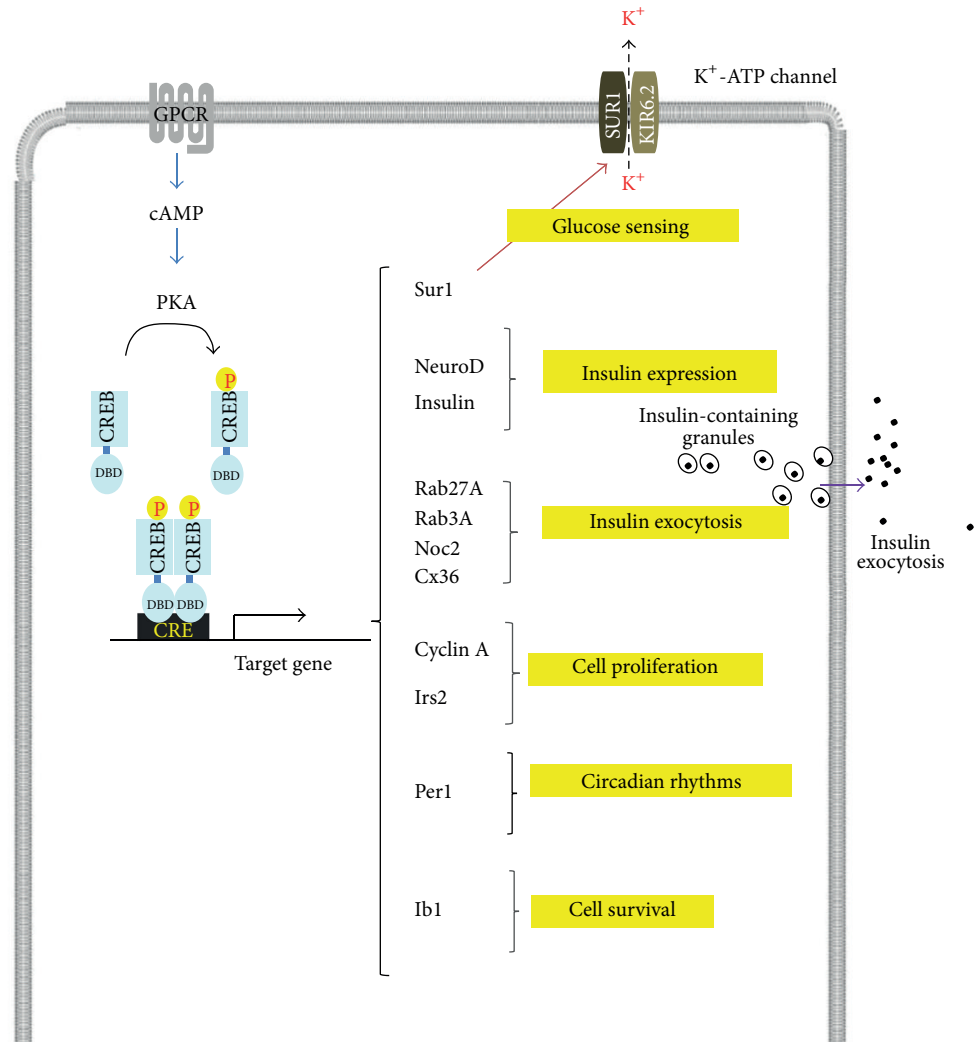 K+
K+-ATP channel
GPCR
SUR1
KIR6.2
K+
cAMP
Glucose sensing
PKA
Sur1
NeuroD
Insulin
Insulin expression
P
CREB
CREB
DBD
DBD
Insulin-containing
granules
Rab27A
Rab3A
Noc2
Cx36
Insulin exocytosis
Insulin
exocytosis
P
P
CREB
CREB
DBD
DBD
CRE
Target gene
Cyclin A
Irs2
Cell proliferation
Per1
Circadian rhythms
Ib1
Cell survival